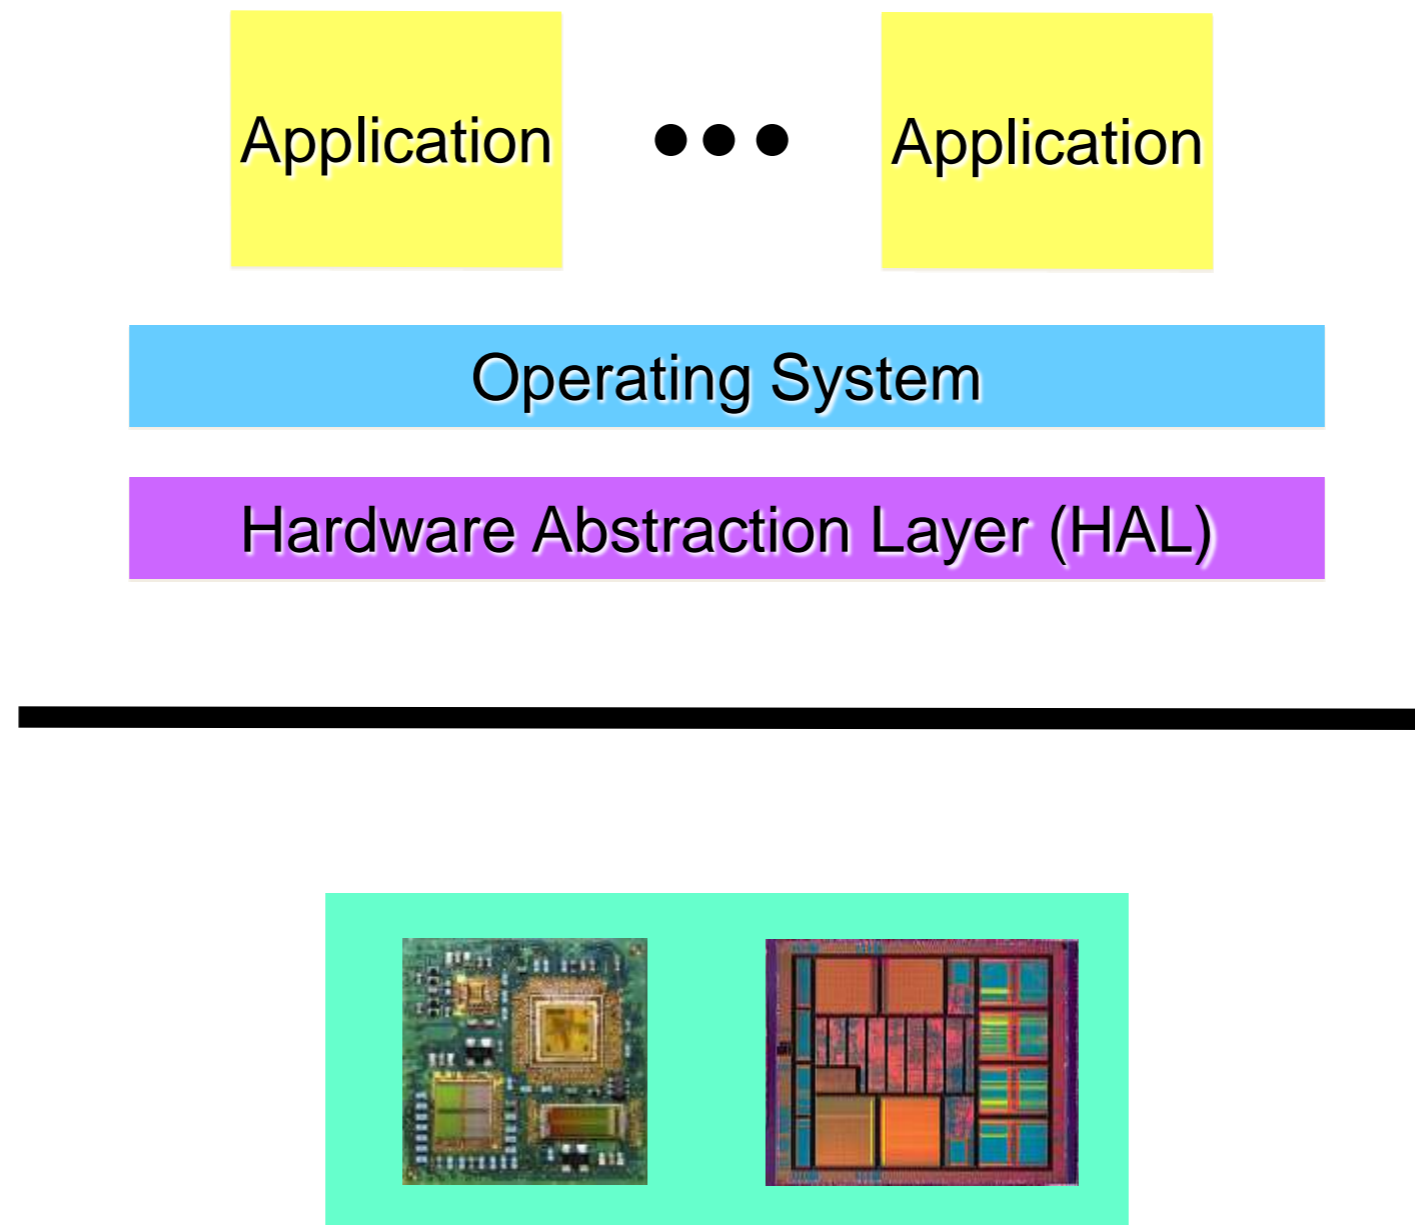 Application
Application
Operating System
Hardware Abstraction Layer (HAL)